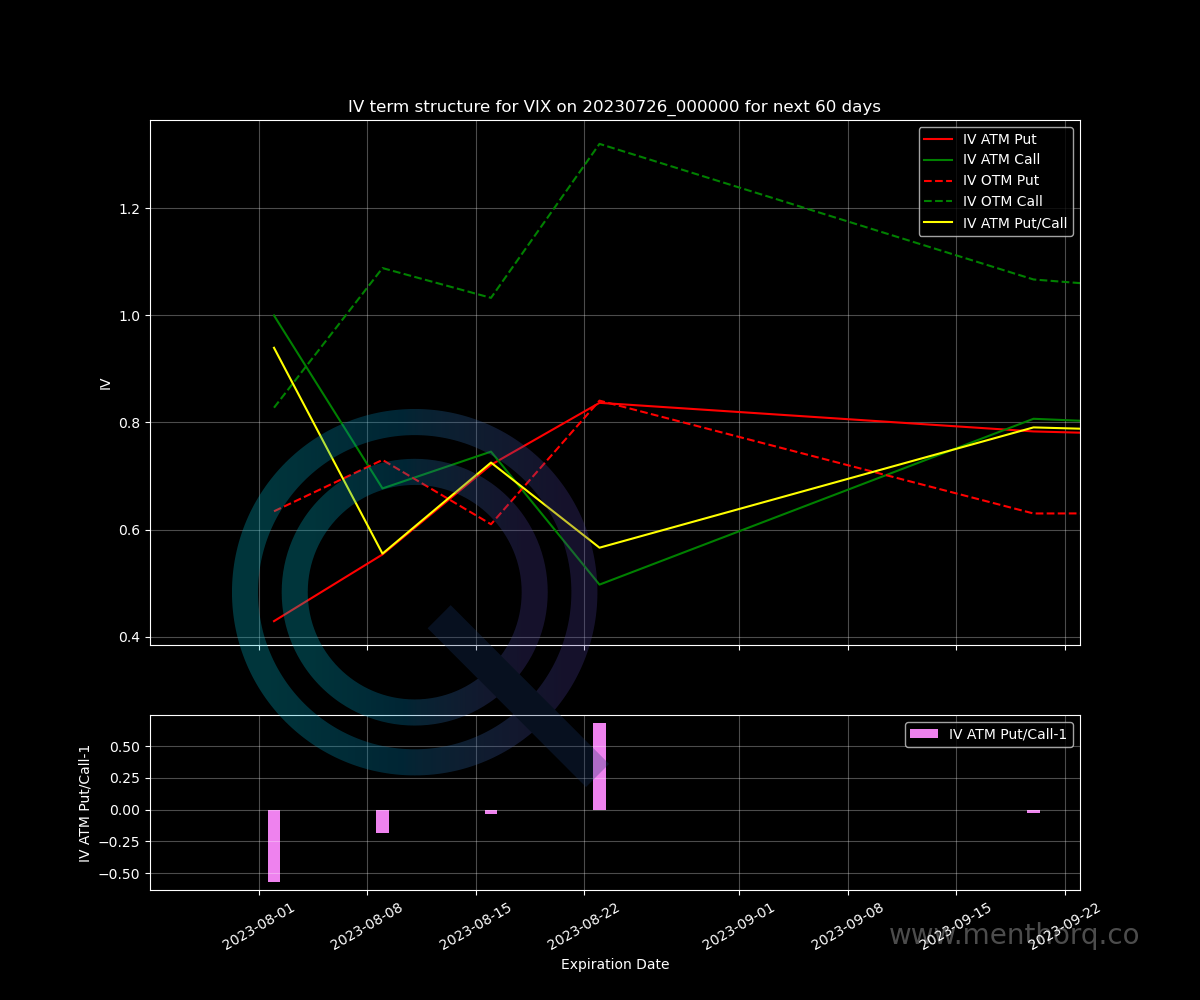 IV term structure for VIX on 20230726_000000 for next 60 days
IV ATM Put
IV ATM Call
IV OTM Put
IV OTM Call
IV ATM Put/Call
IV
1.2
1.0
0.8
0.6
0.4
IV ATM Put/Call-1
IV ATM Put/Call-1
0.50
0.25
0.00
−0.25
−0.50
2023-08-01
2023-08-08
2023-08-15
2023-08-22
2023-09-01
2023-09-08
2023-09-15
2023-09-22
www.menthorq.co
Expiration Date